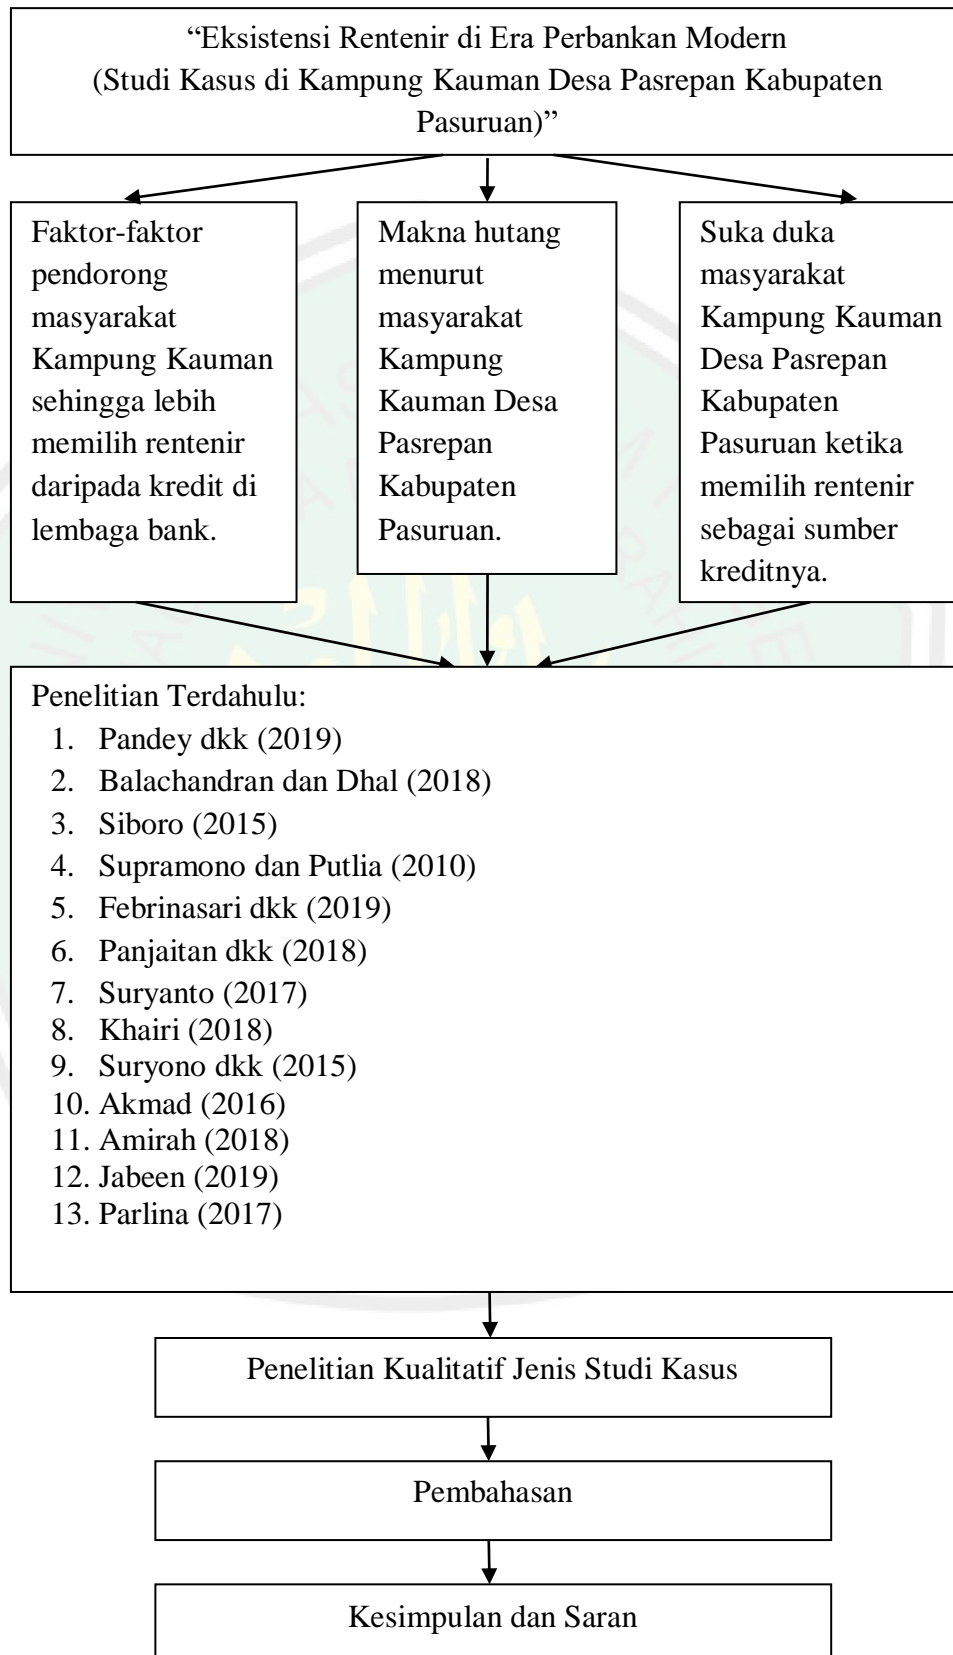 “Eksistensi Rentenir di Era Perbankan Modern
(Studi Kasus di Kampung Kauman Desa Pasrepan Kabupaten
Pasuruan)”
Faktor-faktor
pendorong
masyarakat
Kampung Kauman
sehingga lebih
memilih rentenir
daripada kredit di
lembaga bank.
Makna hutang
menurut
masyarakat
Kampung
Kauman Desa
Pasrepan
Kabupaten
Pasuruan.
Suka duka
masyarakat
Kampung Kauman
Desa Pasrepan
Kabupaten
Pasuruan ketika
memilih rentenir
sebagai sumber
kreditnya.
Penelitian Terdahulu:
1. Pandey dkk (2019)
2. Balachandran dan Dhal (2018)
3. Siboro (2015)
4. Supramono dan Putlia (2010)
5. Febrinasari dkk (2019)
6. Panjaitan dkk (2018)
7. Suryanto (2017)
8. Khairi (2018)
9. Suryono dkk (2015)
10. Akmad (2016)
11. Amirah (2018)
12. Jabeen (2019)
13. Parlina (2017)
Penelitian Kualitatif Jenis Studi Kasus
Pembahasan
Kesimpulan dan Saran